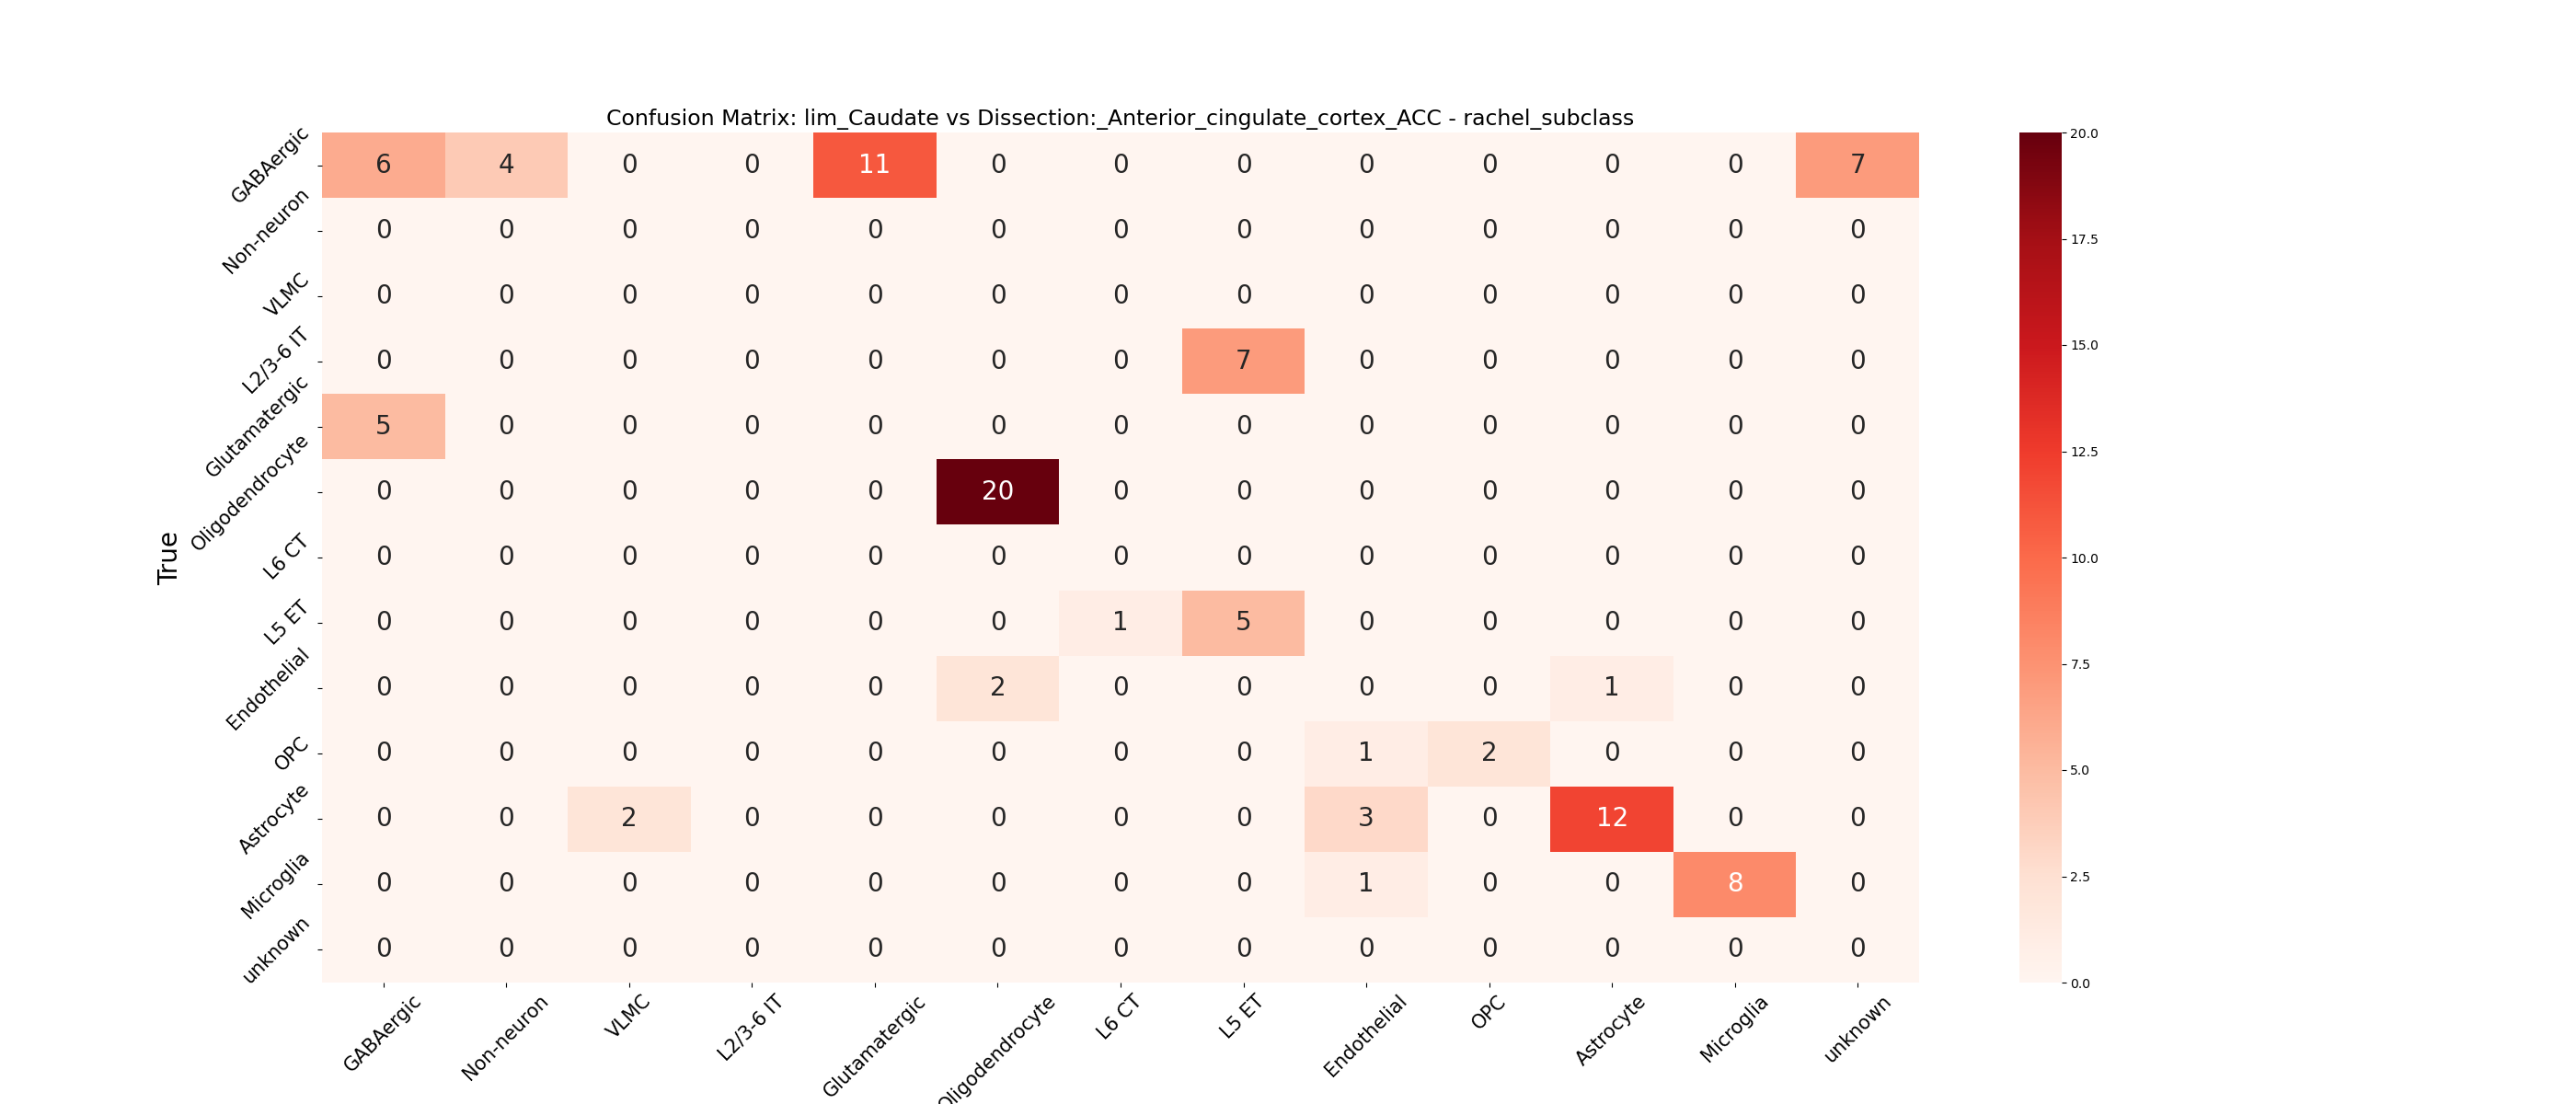 Confusion Matrix: lim_Caudate vs Dissection:_Anterior_cingulate_cortex_ACC - rachel_subclass
True
GABAergic 6 4 0 0 11 0 0 0 0 0 0 0 7
Non-neuron 0 0 0 0 0 0 0 0 0 0 0 0 0
VLMC 0 0 0 0 0 0 0 0 0 0 0 0 0
L2/3-6 IT 0 0 0 0 0 0 0 7 0 0 0 0 0
Glutamatergic 5 0 0 0 0 0 0 0 0 0 0 0 0
Oligodendrocyte 0 0 0 0 0 20 0 0 0 0 0 0 0
L6 CT 0 0 0 0 0 0 0 0 0 0 0 0 0
L5 ET 0 0 0 0 0 0 1 5 0 0 0 0 0
Endothelial 0 0 0 0 0 2 0 0 0 0 1 0 0
OPC 0 0 0 0 0 0 0 0 1 2 0 0 0
Astrocyte 0 0 2 0 0 0 0 0 3 0 12 0 0
Microglia 0 0 0 0 0 0 0 0 1 0 0 8 0
unknown 0 0 0 0 0 0 0 0 0 0 0 0 0
GABAergic Non-neuron VLMC L2/3-6 IT Glutamatergic Oligodendrocyte L6 CT L5 ET Endothelial OPC Astrocyte Microglia unknown
20.0
17.5
15.0
12.5
10.0
7.5
5.0
2.5
0.0